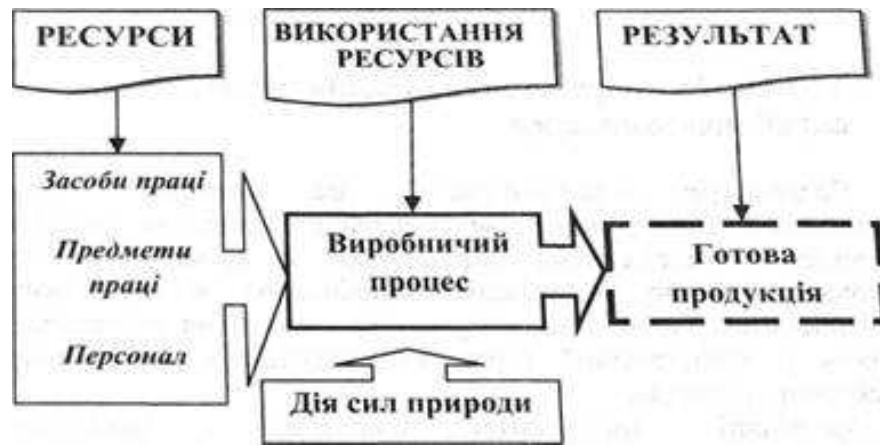 РЕСУРСИ
ВИКОРИСТАННЯ
РЕСУРСІВ
РЕЗУЛЬТАТ
Засоби праці
Предмети
праці
Персонал
Виробничий
процес
Готова
продукція
Дія сил природи